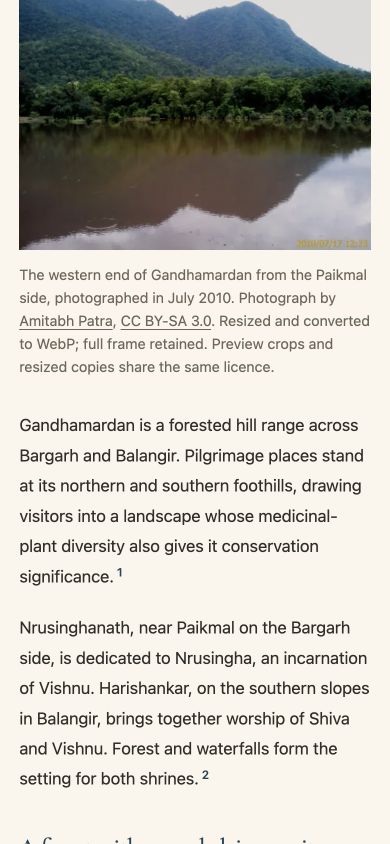 2010/07/17 12:23
The western end of Gandhamardan from the Paikmal
side, photographed in July 2010. Photograph by
Amitabh Patra, CC BY-SA 3.0. Resized and converted
to WebP; full frame retained. Preview crops and
resized copies share the same licence.
Gandhamardan is a forested hill range across
Bargarh and Balangir. Pilgrimage places stand
at its northern and southern foothills, drawing
visitors into a landscape whose medicinal-
plant diversity also gives it conservation
significance. 1
Nrusinghanath, near Paikmal on the Bargarh
side, is dedicated to Nrusingha, an incarnation
of Vishnu. Harishankar, on the southern slopes
in Balangir, brings together worship of Shiva
and Vishnu. Forest and waterfalls form the
setting for both shrines. 2